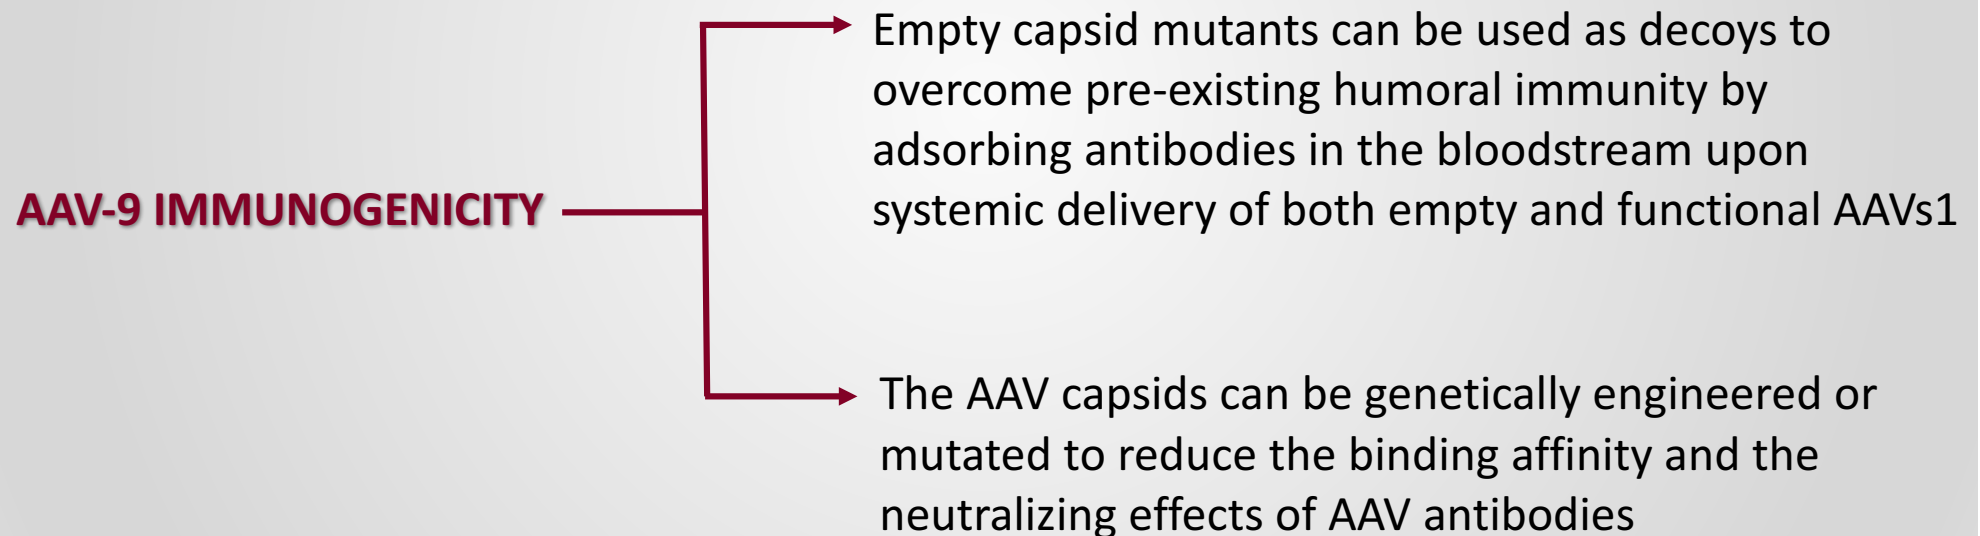 AAV-9 IMMUNOGENICITY
Empty capsid mutants can be used as decoys to
overcome pre-existing humoral immunity by
adsorbing antibodies in the bloodstream upon
systemic delivery of both empty and functional AAVs1
The AAV capsids can be genetically engineered or
mutated to reduce the binding affinity and the
neutralizing effects of AAV antibodies